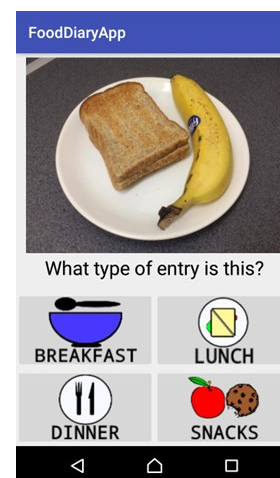 FoodDiaryApp
What type of entry is this?
BREAKFAST
LUNCH
DINNER
SNACKS